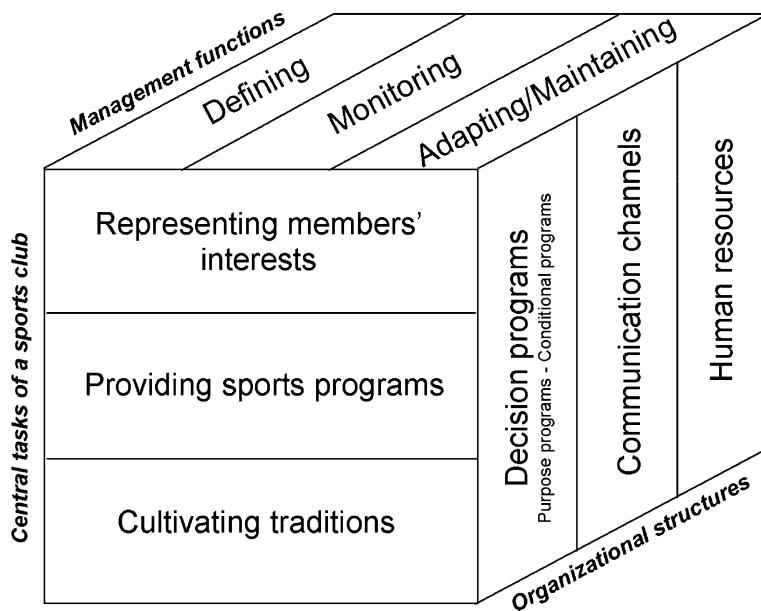 Management functions
Defining
Monitoring
Adapting/Maintaining
Central tasks of a sports club
Representing members’
interests
Providing sports programs
Cultivating traditions
Decision programs
Purpose programs - Conditional programs
Communication channels
Human resources
Organizational structures